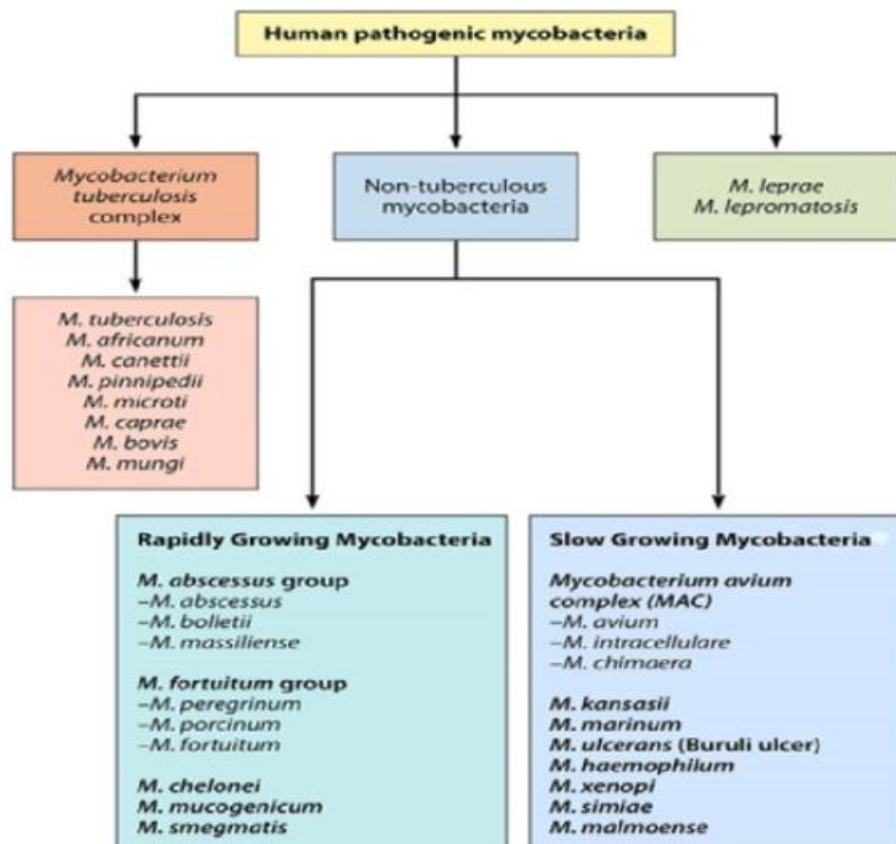 Human pathogenic mycobacteria
Mycobacterium
tuberculosis
complex
Non-tuberculous
mycobacteria
M. leprae
M. lepromatosis
M. tuberculosis
M. africanum
M. canettii
M. pinnipedii
M. microti
M. caprae
M. bovis
M. mungi
Rapidly Growing Mycobacteria
M. abscessus group
–M. abscessus
–M. bolletii
–M. massiliense
M. fortuitum group
–M. peregrinum
–M. porcinum
–M. fortuitum
M. chelonei
M. mucogenicum
M. smegmatis
Slow Growing Mycobacteria
Mycobacterium avium
complex (MAC)
–M. avium
–M. intracellulare
–M. chimaera
M. kansasii
M. marinum
M. ulcerans (Buruli ulcer)
M. haemophilum
M. xenopi
M. simiae
M. malmoense